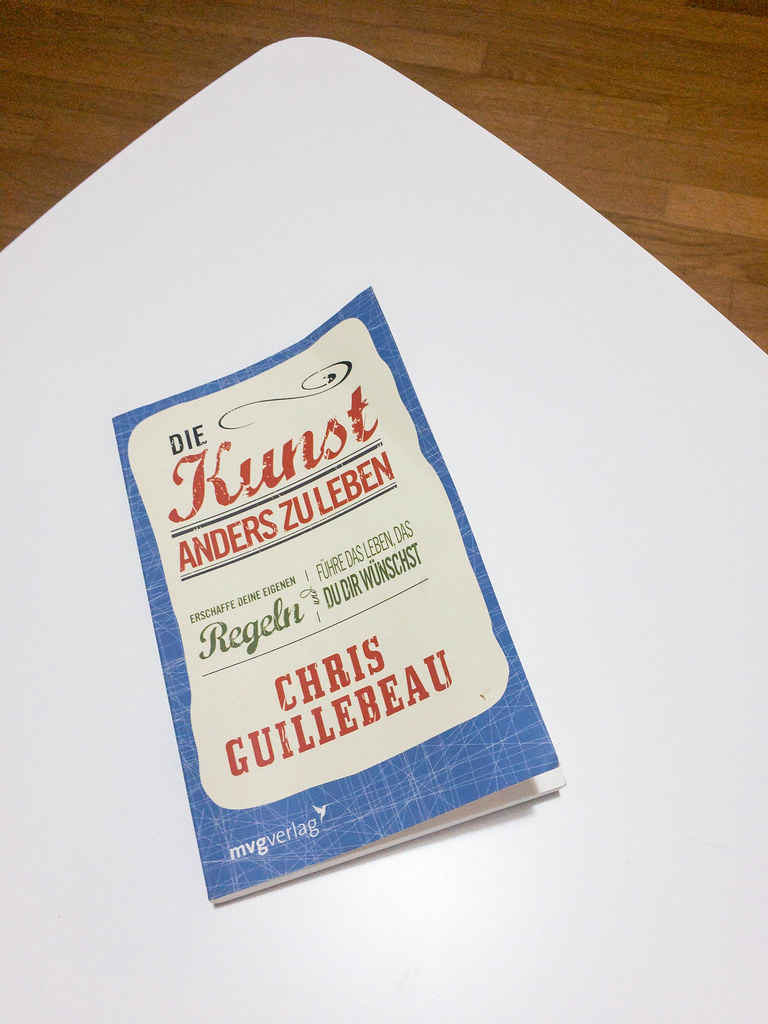 DIE
Kunst
ANDERS ZU LEBEN
ERSCHAFFE DEINE EIGENEN
Regeln
und
FÜHRE DAS LEBEN, DAS
DU DIR WÜNSCHST
CHRIS
GUILLEBEAU
mvgverlag